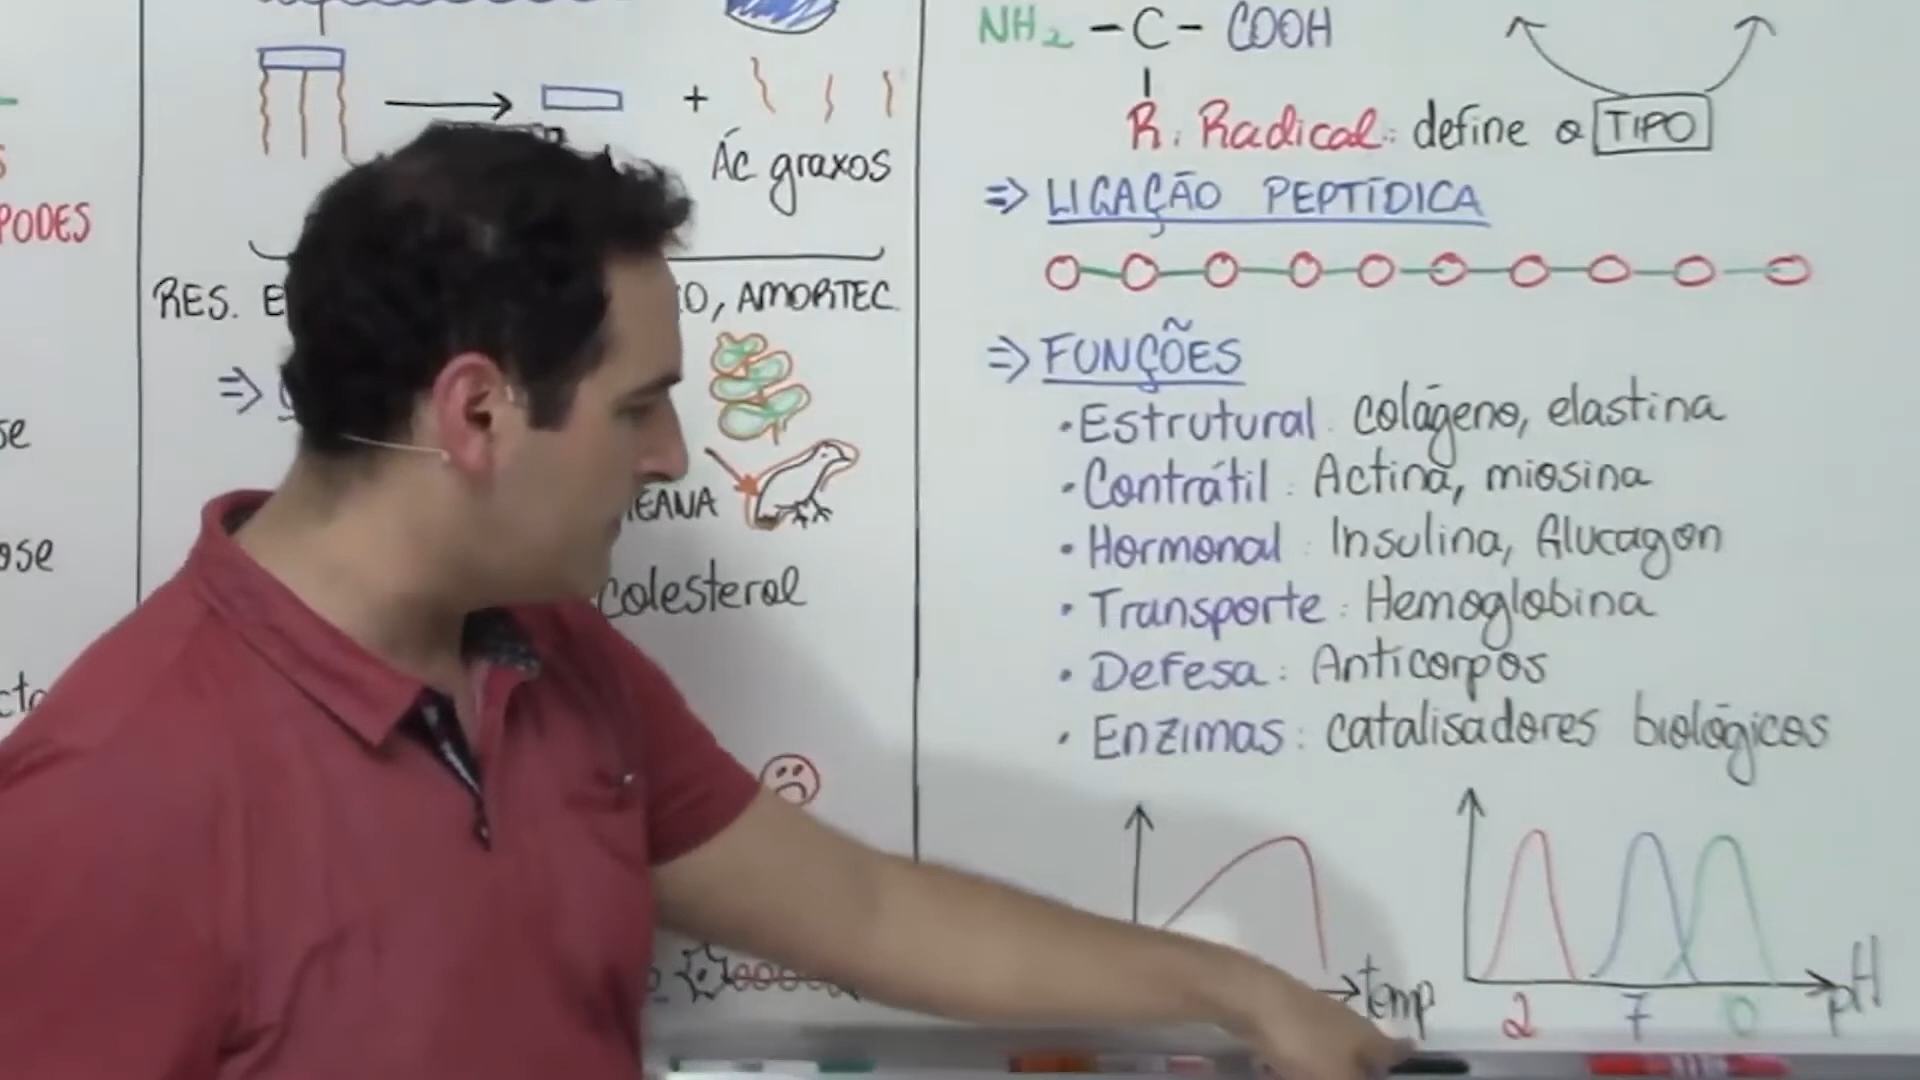 PODES
se
ose
+
Ác graxos
RES.
, AMORTEC.
colesterol
NH2 - C - COOH
R: Radical: define o TIPO
⇒ LIGAÇÃO PEPTÍDICA
⇒ FUNÇÕES
• Estrutural: colágeno, elastina
• Contrátil: Actina, miosina
• Hormonal: Insulina, Glucagon
• Transporte: Hemoglobina
• Defesa: Anticorpos
• Enzimas: catalisadores biológicos
temp
2 7
pH